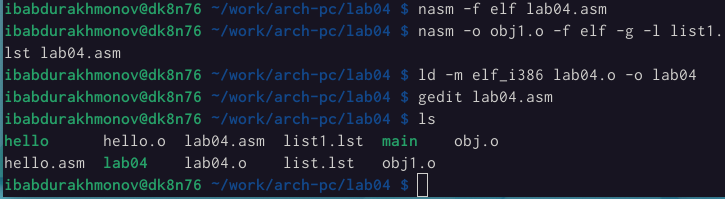 ibabdurakhmonov@dk8n76 ~/work/arch-pc/lab04 $ nasm -f elf lab04.asm
ibabdurakhmonov@dk8n76 ~/work/arch-pc/lab04 $ nasm -o obj1.o -f elf -g -l list1.
lst lab04.asm
ibabdurakhmonov@dk8n76 ~/work/arch-pc/lab04 $ ld -m elf_i386 lab04.o -o lab04
ibabdurakhmonov@dk8n76 ~/work/arch-pc/lab04 $ gedit lab04.asm
ibabdurakhmonov@dk8n76 ~/work/arch-pc/lab04 $ ls
hello hello.o lab04.asm list1.lst main obj.o
hello.asm lab04 lab04.o list.lst obj1.o
ibabdurakhmonov@dk8n76 ~/work/arch-pc/lab04 $